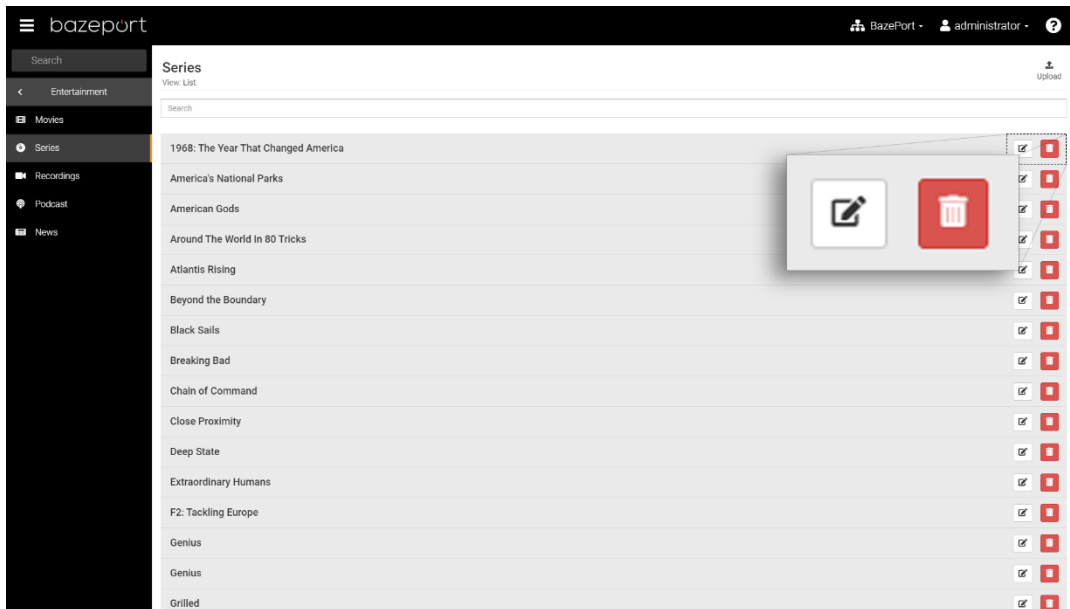 bazeport
BazePort
administrator
Search
Entertainment
Movies
Series
Recordings
Podcast
News
Series
View: List
Upload
Search
1968: The Year That Changed America
America's National Parks
American Gods
Around The World In 80 Tricks
Atlantis Rising
Beyond the Boundary
Black Sails
Breaking Bad
Chain of Command
Close Proximity
Deep State
Extraordinary Humans
F2: Tackling Europe
Genius
Genius
Grilled